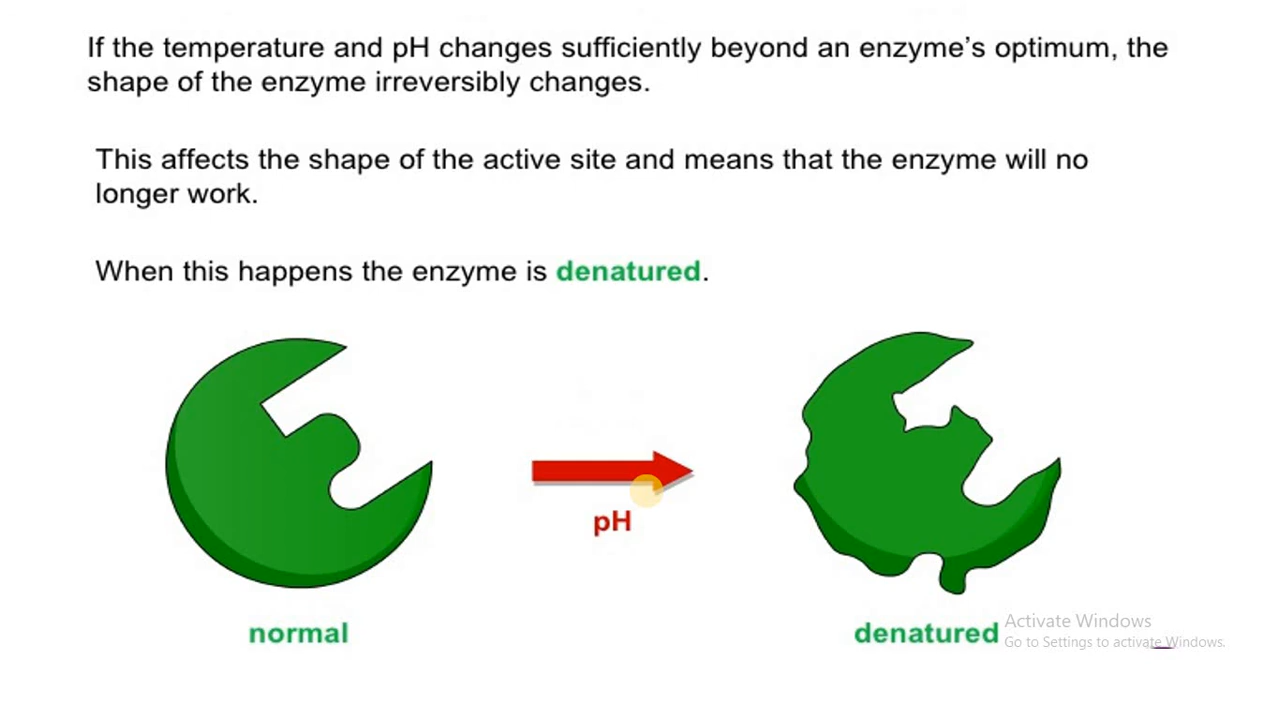 If the temperature and pH changes sufficiently beyond an enzyme’s optimum, the
shape of the enzyme irreversibly changes.
This affects the shape of the active site and means that the enzyme will no
longer work.
When this happens the enzyme is denatured.
pH
normal
denatured
Activate Windows
Go to Settings to activate Windows.